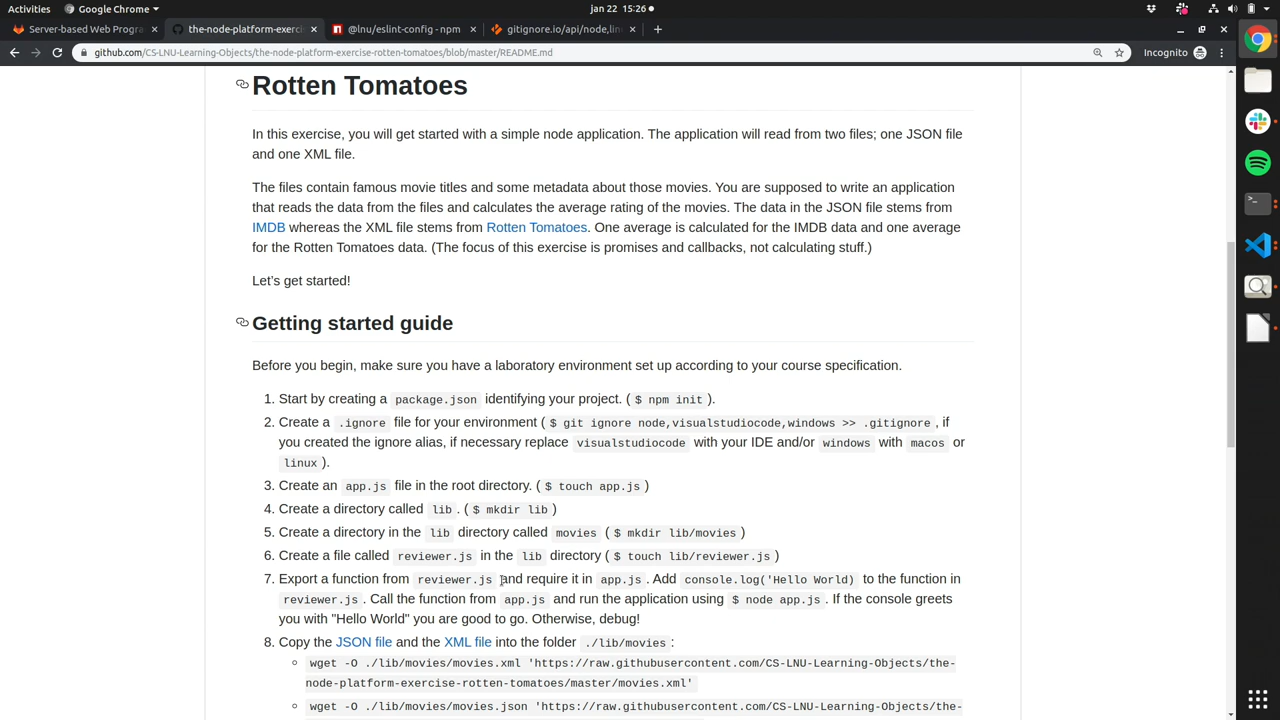 Activities Google Chrome jan 22 15:26
Server-based Web Progra the-node-platform-exerci @lnu/eslint-config - npm gitignore.io/api/node,lin
github.com/CS-LNU-Learning-Objects/the-node-platform-exercise-rotten-tomatoes/blob/master/README.md Incognito
Rotten Tomatoes
In this exercise, you will get started with a simple node application. The application will read from two files; one JSON file
and one XML file.
The files contain famous movie titles and some metadata about those movies. You are supposed to write an application
that reads the data from the files and calculates the average rating of the movies. The data in the JSON file stems from
IMDB whereas the XML file stems from Rotten Tomatoes. One average is calculated for the IMDB data and one average
for the Rotten Tomatoes data. (The focus of this exercise is promises and callbacks, not calculating stuff.)
Let's get started!
Getting started guide
Before you begin, make sure you have a laboratory environment set up according to your course specification.
1. Start by creating a package.json identifying your project. ( $ npm init ).
2. Create a .ignore file for your environment ( $ git ignore node,visualstudiocode,windows >> .gitignore , if
you created the ignore alias, if necessary replace visualstudiocode with your IDE and/or windows with macos or
linux ).
3. Create an app.js file in the root directory. ( $ touch app.js )
4. Create a directory called lib . ( $ mkdir lib )
5. Create a directory in the lib directory called movies ( $ mkdir lib/movies )
6. Create a file called reviewer.js in the lib directory ( $ touch lib/reviewer.js )
7. Export a function from reviewer.js and require it in app.js . Add console.log('Hello World) to the function in
reviewer.js . Call the function from app.js and run the application using $ node app.js . If the console greets
you with "Hello World" you are good to go. Otherwise, debug!
8. Copy the JSON file and the XML file into the folder ./lib/movies :
wget -O ./lib/movies/movies.xml 'https://raw.githubusercontent.com/CS-LNU-Learning-Objects/the-
node-platform-exercise-rotten-tomatoes/master/movies.xml'
wget -O ./lib/movies/movies.json 'https://raw.githubusercontent.com/CS-LNU-Learning-Objects/the-